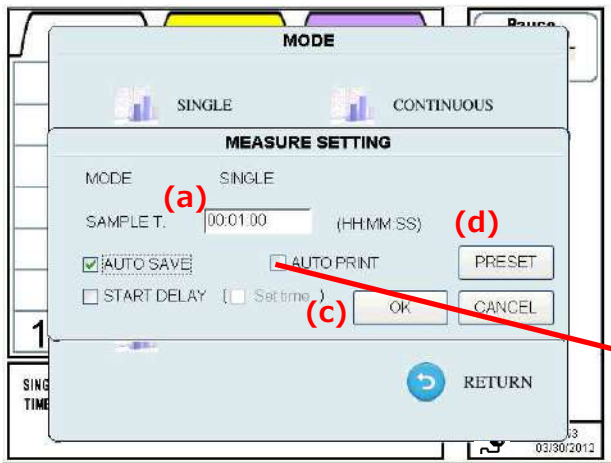 Pause
MODE
SINGLE CONTINUOUS
MEASURE SETTING
MODE SINGLE
(a)
SAMPLE T. 00:01:00 (HH:MM:SS)
(d)
AUTO SAVE AUTO PRINT PRESET
START DELAY [ Set time ]
(c) OK CANCEL
1
RETURN
SING
TIME
03/30/2012